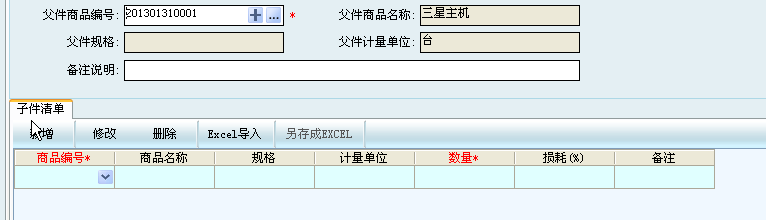 父件商品编号: 201301310001 * 父件商品名称: 三星主机
父件规格: 父件计量单位: 台
备注说明:
子件清单
增 修改 删除 Excel导入 另存成EXCEL
商品编号* 商品名称 规格 计量单位 数量* 损耗(%) 备注